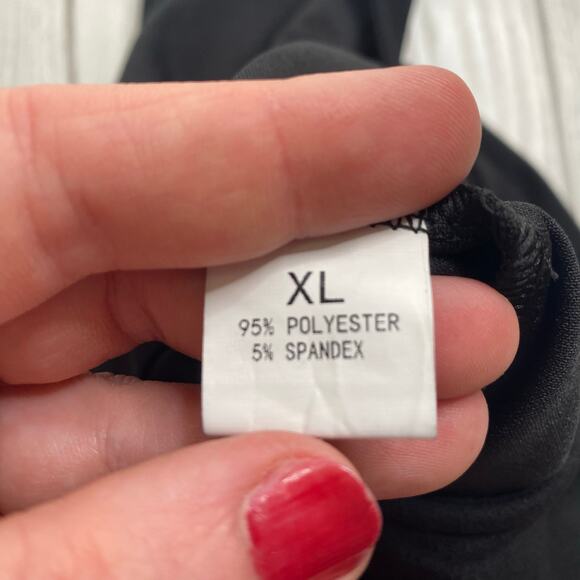 XL
95% POLYESTER
5% SPANDEX